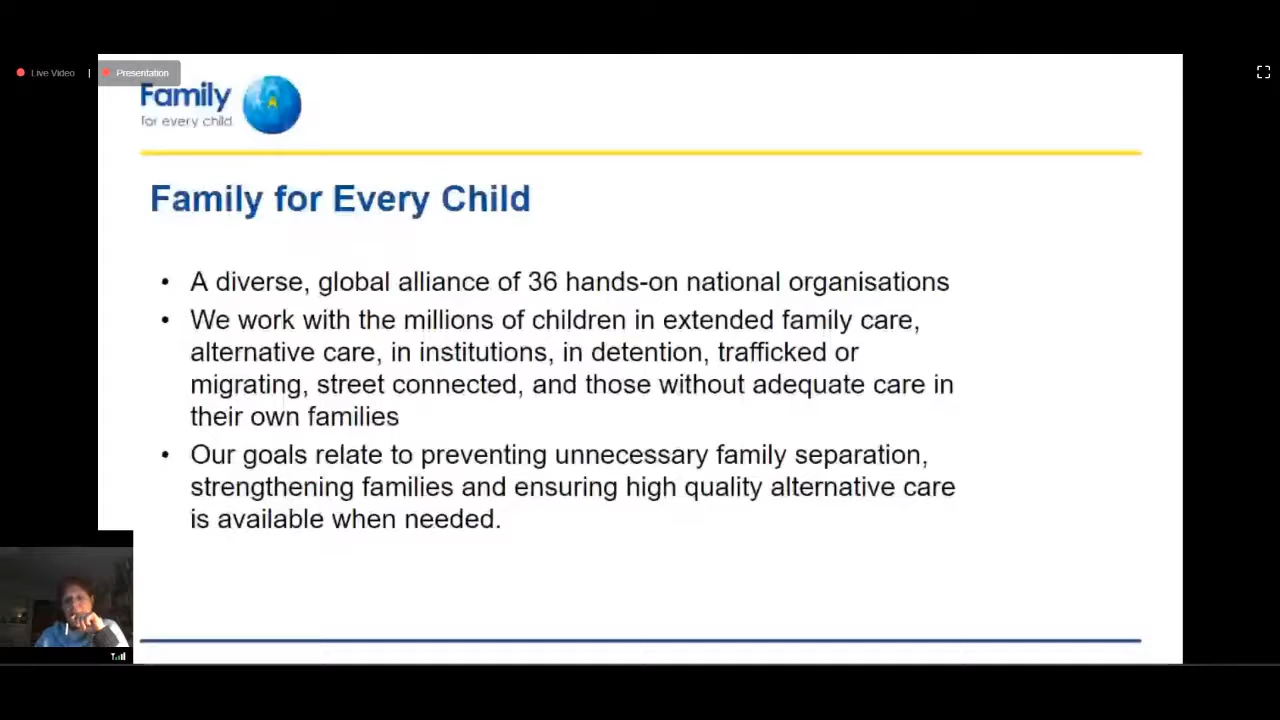 Live Video | Presentation
Family
for every child
Family for Every Child
• A diverse, global alliance of 36 hands-on national organisations
• We work with the millions of children in extended family care,
alternative care, in institutions, in detention, trafficked or
migrating, street connected, and those without adequate care in
their own families
• Our goals relate to preventing unnecessary family separation,
strengthening families and ensuring high quality alternative care
is available when needed.